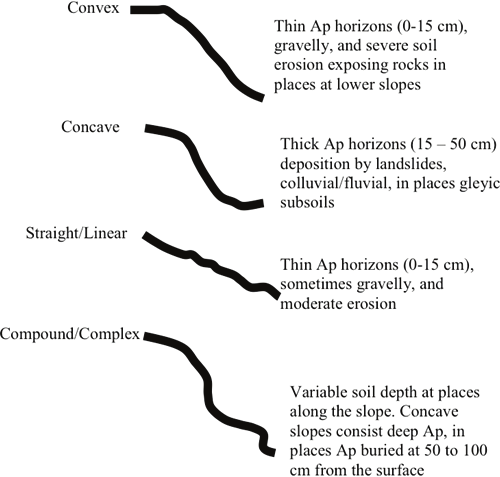 Convex
Thin Ap horizons (0-15 cm),
gravelly, and severe soil
erosion exposing rocks in
places at lower slopes
Concave
Thick Ap horizons (15 – 50 cm)
deposition by landslides,
colluvial/fluvial, in places gleyic
subsoils
Straight/Linear
Thin Ap horizons (0-15 cm),
sometimes gravelly, and
moderate erosion
Compound/Complex
Variable soil depth at places
along the slope. Concave
slopes consist deep Ap, in
places Ap buried at 50 to 100
cm from the surface